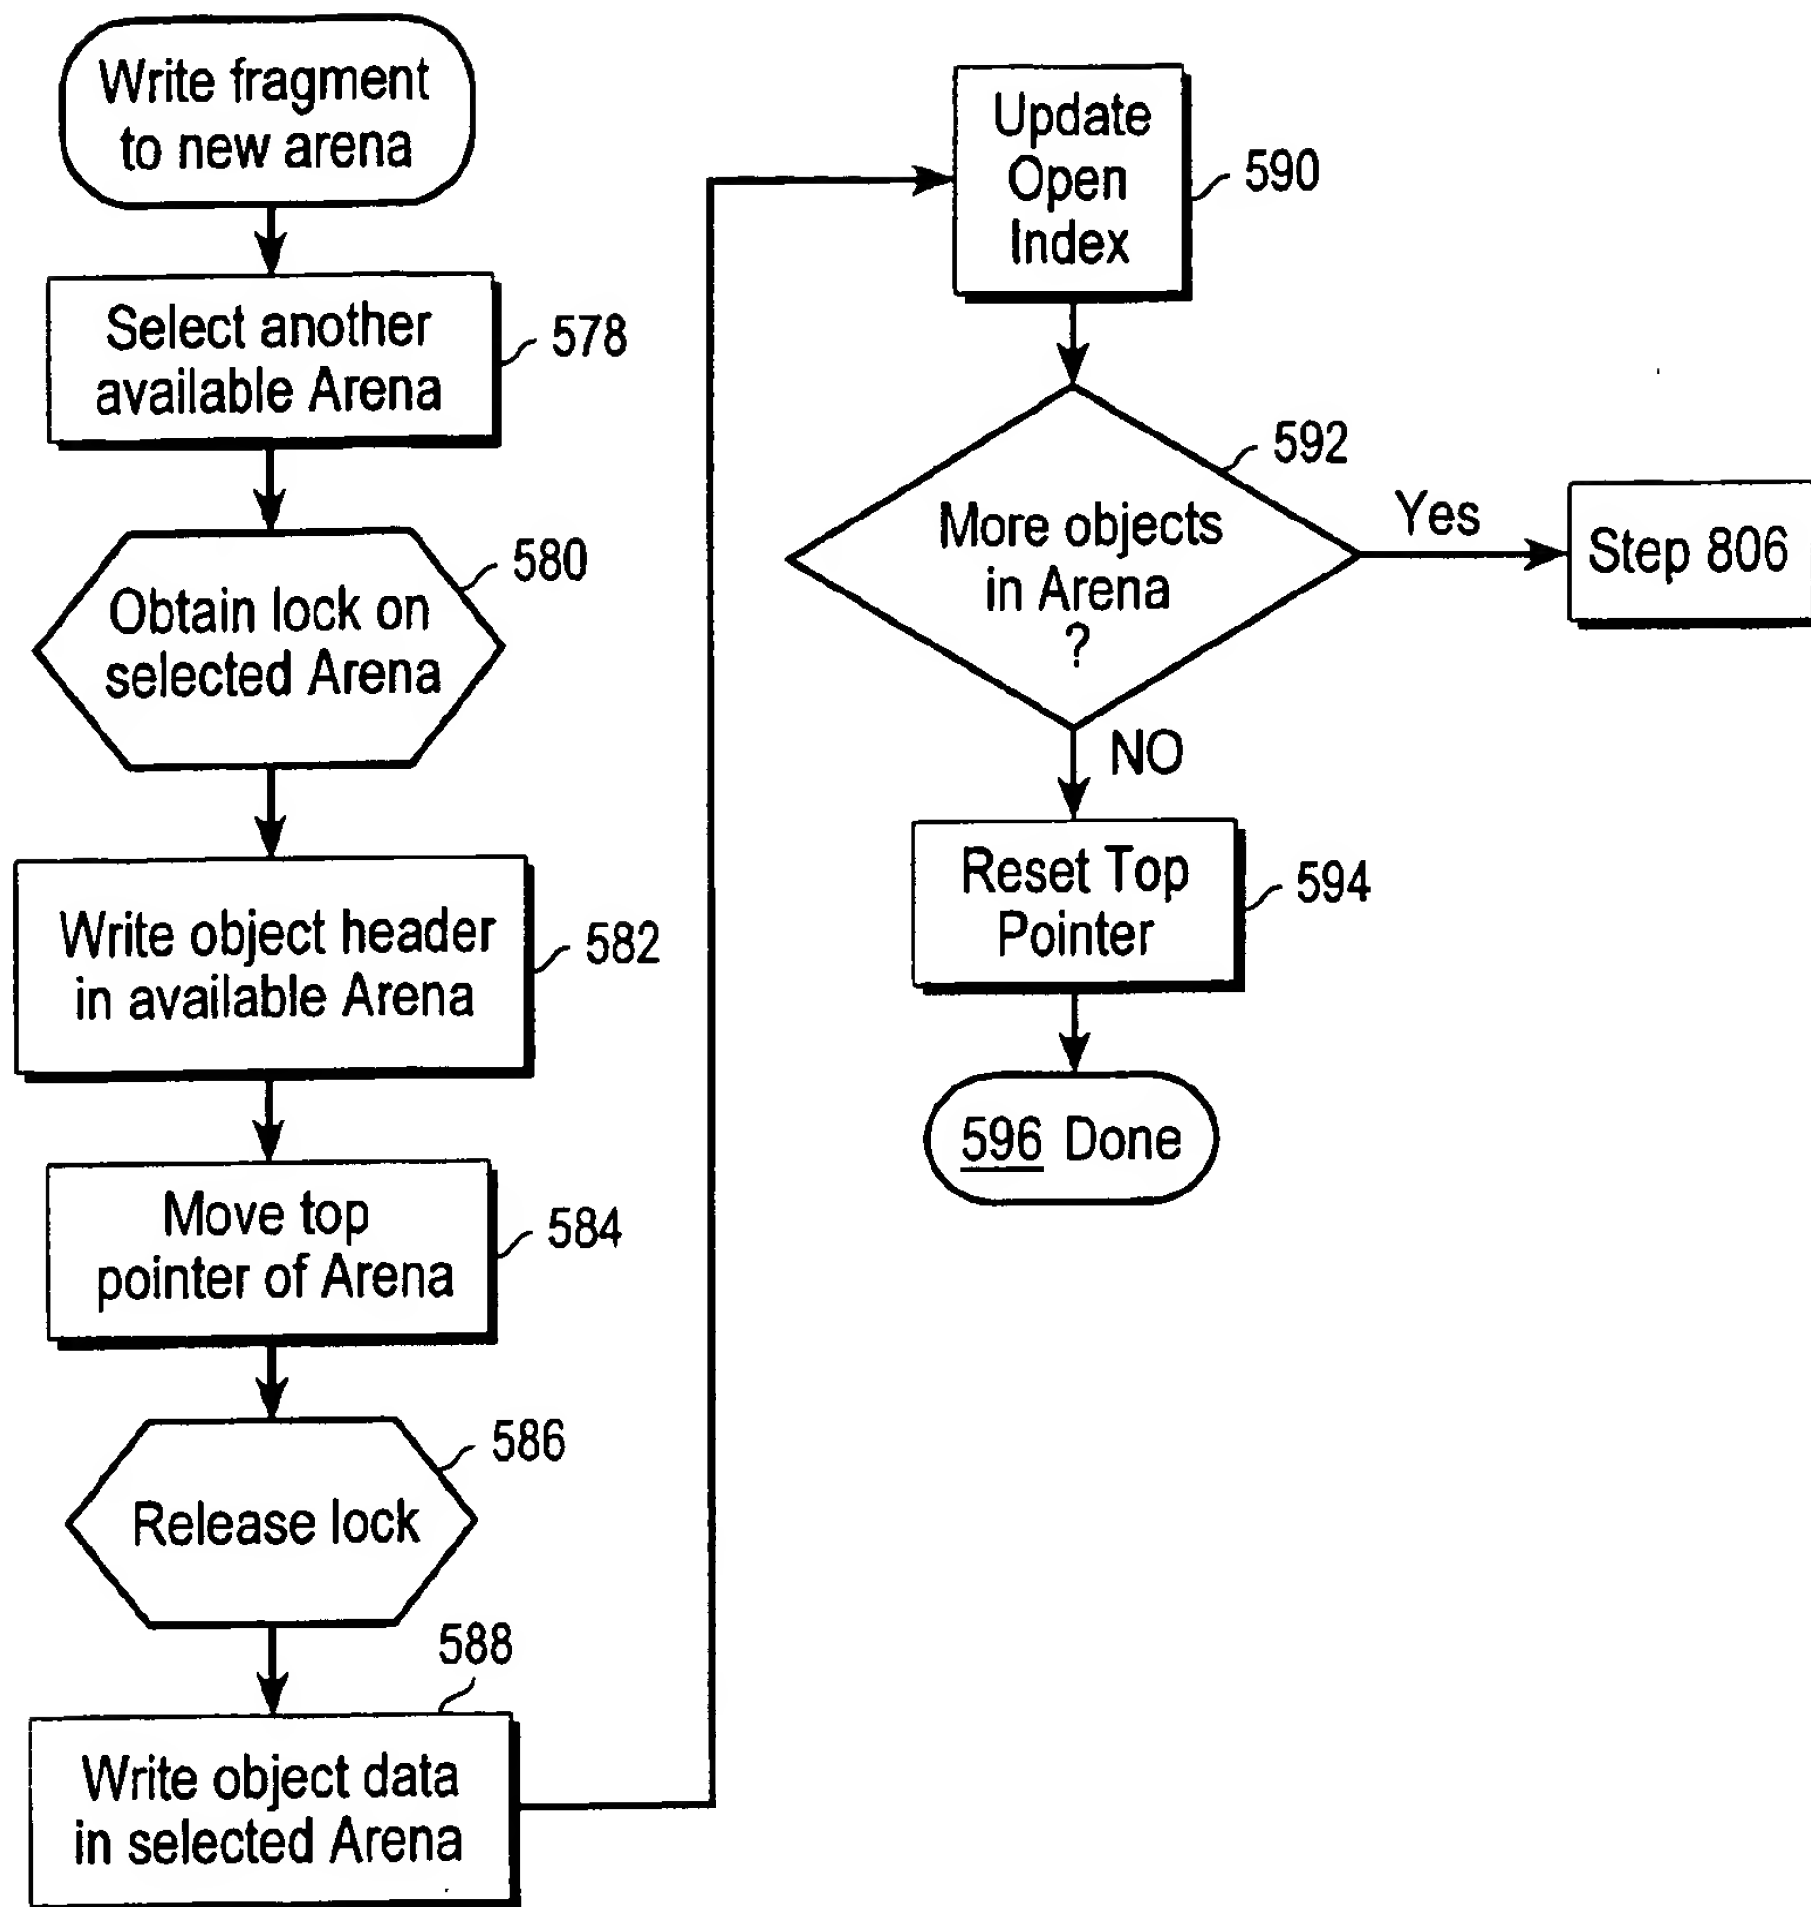 Write fragment
to new arena
Select another
available Arena
578
Obtain lock on
selected Arena
580
Write object header
in available Arena
582
Move top
pointer of Arena
584
Release lock
586
588
Write object data
in selected Arena
Update
Open
Index
590
592
More objects
in Arena
?
Yes
Step 806
NO
Reset Top
Pointer
594
596 Done